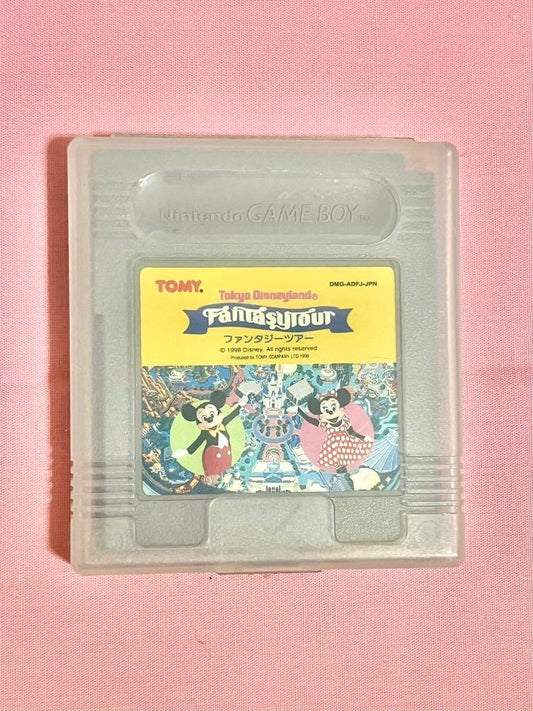 Nintendo GAME BOY TM
TOMY.
DMG-ADFJ-JPN
Tokyo Disneyland®
Fantasy Tour
ファンタジーツアー
© 1998 Disney. All rights reserved
Produced by TOMY COMPANY LTD 1998